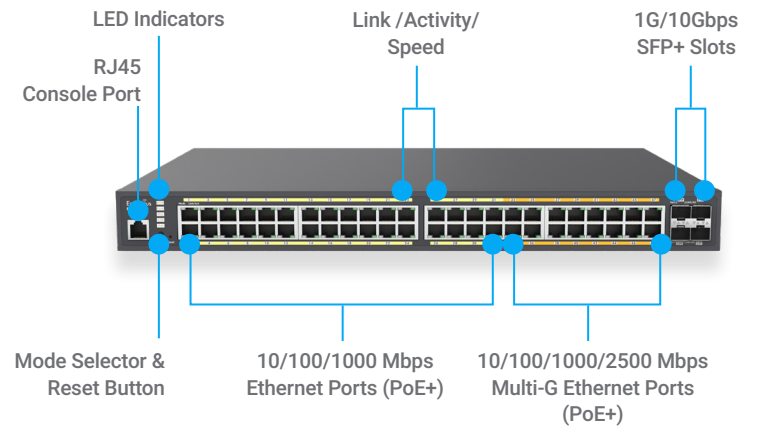 LED Indicators
Link /Activity/
Speed
1G/10Gbps
SFP+ Slots
RJ45
Console Port
Mode Selector &
Reset Button
10/100/1000 Mbps
Ethernet Ports (PoE+)
10/100/1000/2500 Mbps
Multi-G Ethernet Ports
(PoE+)